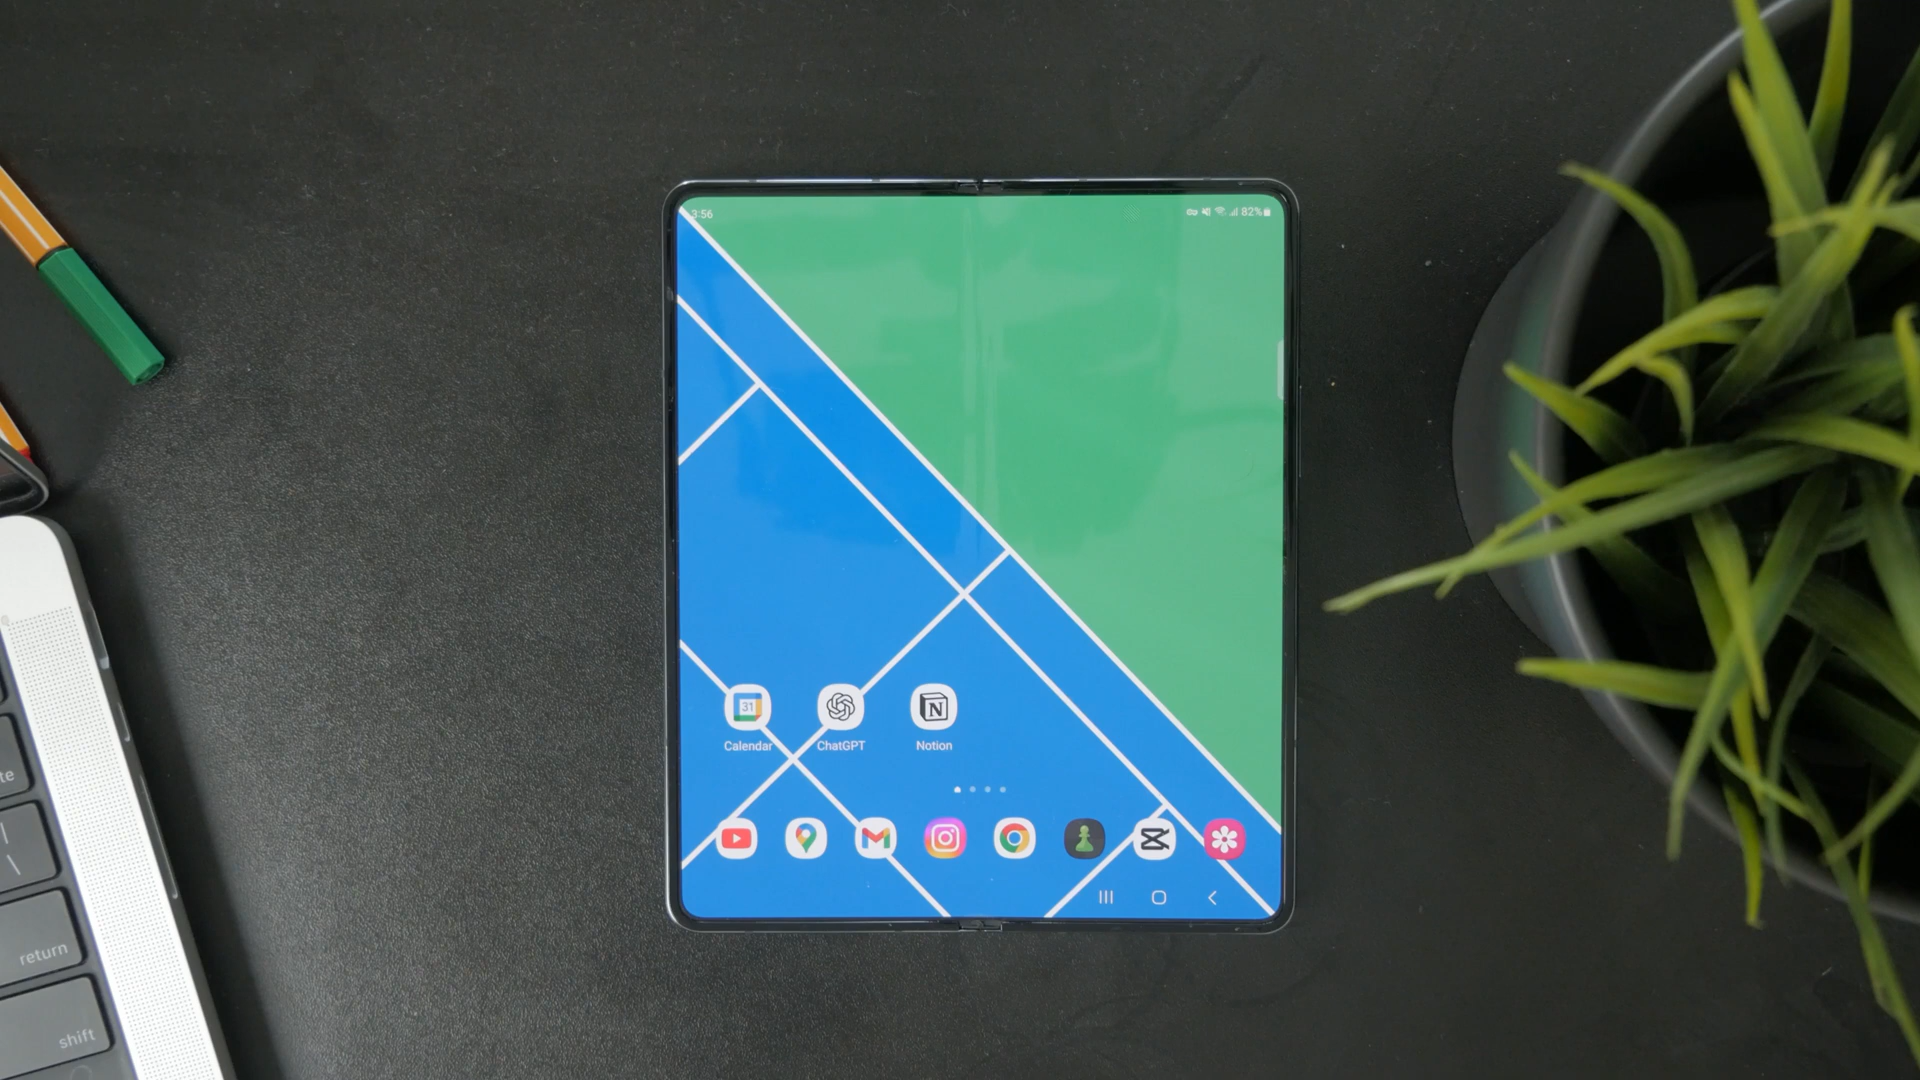 3:56
82%
31
Calendar
ChatGPT
N
Notion
te
return
shift